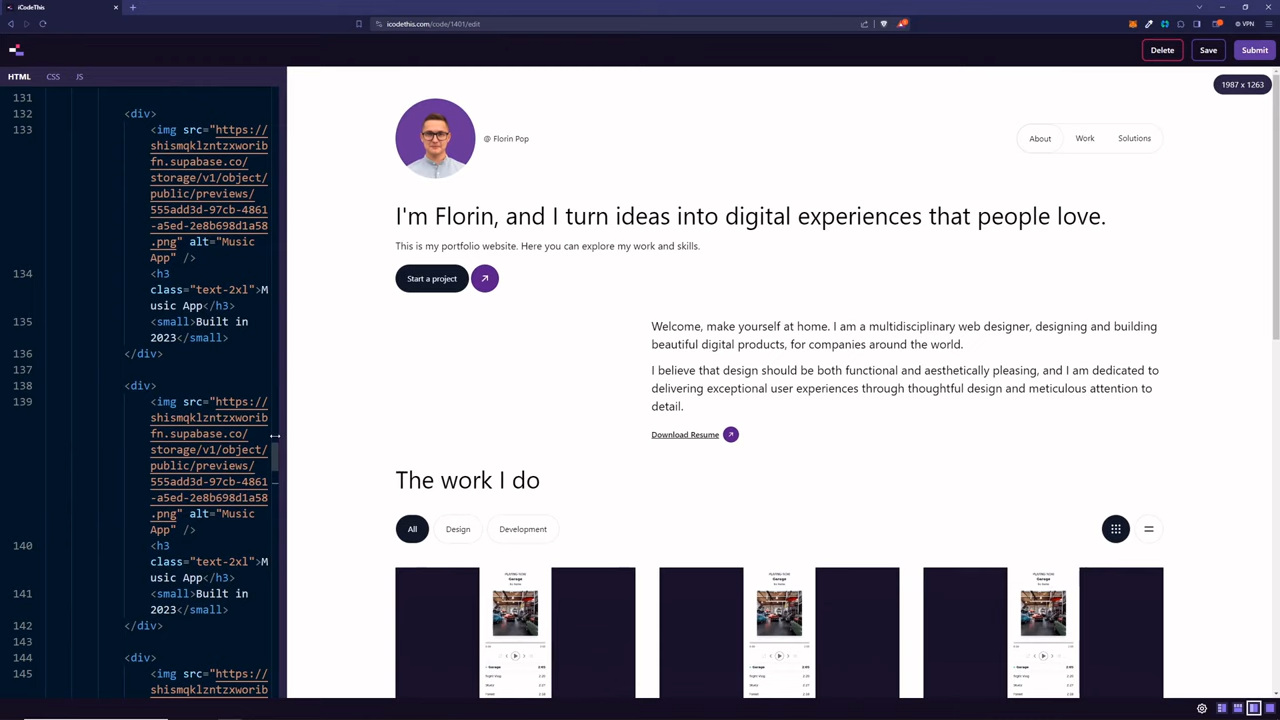 iCodeThis
icodethis.com/code/1401/edit
VPN
Delete
Save
Submit
HTML
CSS
JS
1987 x 1263
131
132 <div>
133 <img src="https://
shismqklzntzxworib
fn.supabase.co/
storage/v1/object/
public/previews/
555add3d-97cb-4861
-a5ed-2e8b698d1a58
.png" alt="Music
App" />
134 <h3
class="text-2xl">M
usic App</h3>
135 <small>Built in
2023</small>
136 </div>
137
138 <div>
139 <img src="https://
shismqklzntzxworib
fn.supabase.co/
storage/v1/object/
public/previews/
555add3d-97cb-4861
-a5ed-2e8b698d1a58
.png" alt="Music
App" />
140 <h3
class="text-2xl">M
usic App</h3>
141 <small>Built in
2023</small>
142 </div>
143
144 <div>
145 <img src="https://
shismqklzntzxworib
@ Florin Pop
About
Work
Solutions
I'm Florin, and I turn ideas into digital experiences that people love.
This is my portfolio website. Here you can explore my work and skills.
Start a project
Welcome, make yourself at home. I am a multidisciplinary web designer, designing and building
beautiful digital products, for companies around the world.
I believe that design should be both functional and aesthetically pleasing, and I am dedicated to
delivering exceptional user experiences through thoughtful design and meticulous attention to
detail.
Download Resume
The work I do
All
Design
Development
Garage
Garage
Garage
Garage
Garage
Garage